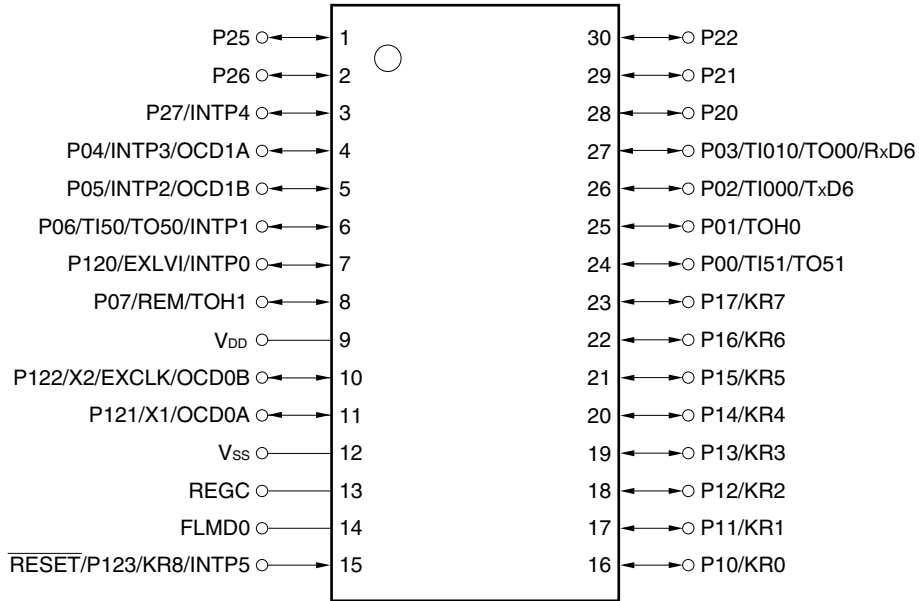 P25 1 30 P22
P26 2 29 P21
P27/INTP4 3 28 P20
P04/INTP3/OCD1A 4 27 P03/TI010/TO00/RxD6
P05/INTP2/OCD1B 5 26 P02/TI000/TxD6
P06/TI50/TO50/INTP1 6 25 P01/TOH0
P120/EXLVI/INTP0 7 24 P00/TI51/TO51
P07/REM/TOH1 8 23 P17/KR7
VDD 9 22 P16/KR6
P122/X2/EXCLK/OCD0B 10 21 P15/KR5
P121/X1/OCD0A 11 20 P14/KR4
VSS 12 19 P13/KR3
REGC 13 18 P12/KR2
FLMD0 14 17 P11/KR1
RESET/P123/KR8/INTP5 15 16 P10/KR0